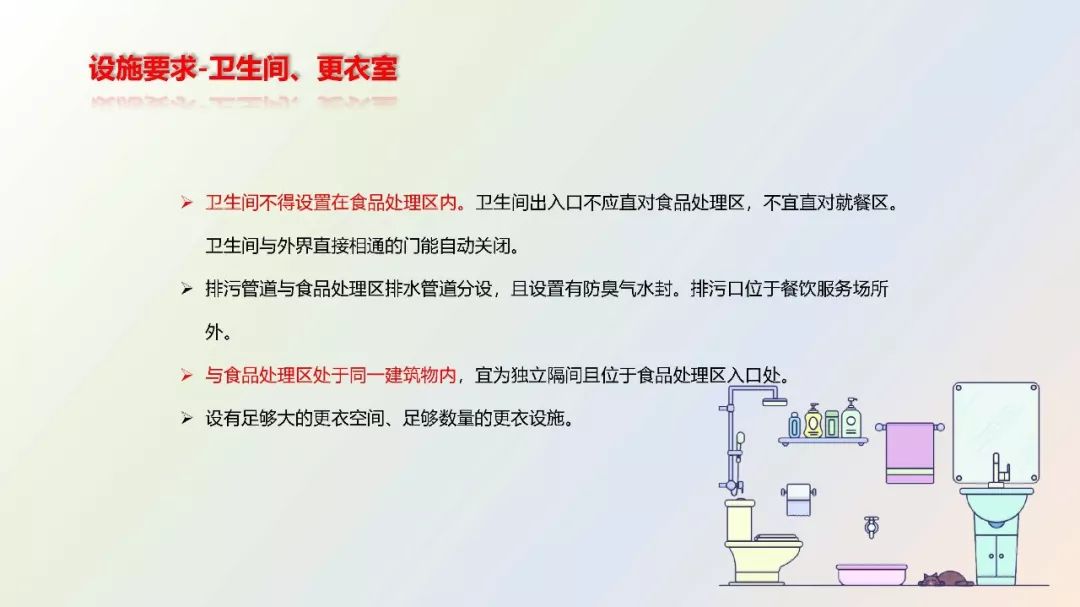 设施要求-卫生间、更衣室
➢ 卫生间不得设置在食品处理区内。卫生间出入口不应直对食品处理区，不宜直对就餐区。
卫生间与外界直接相通的门能自动关闭。
➢ 排污管道与食品处理区排水管道分设，且设置有防臭气水封。排污口位于餐饮服务场所
外。
➢ 与食品处理区处于同一建筑物内，宜为独立隔间且位于食品处理区入口处。
➢ 设有足够大的更衣空间、足够数量的更衣设施。